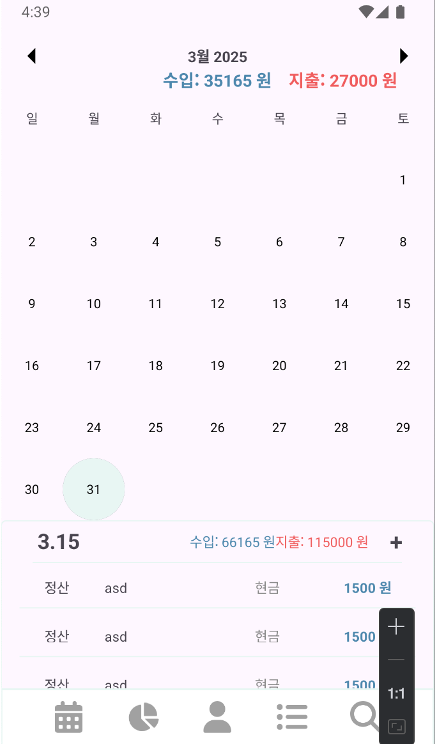 4:39
3월 2025
수입: 35165 원 지출: 27000 원
일 월 화 수 목 금 토
1
2 3 4 5 6 7 8
9 10 11 12 13 14 15
16 17 18 19 20 21 22
23 24 25 26 27 28 29
30 31
3.15 수입: 66165 원지출: 115000 원 +
정산 asd 현금 1500 원
정산 asd 현금 1500
정산 asd 현금 1500
1:1